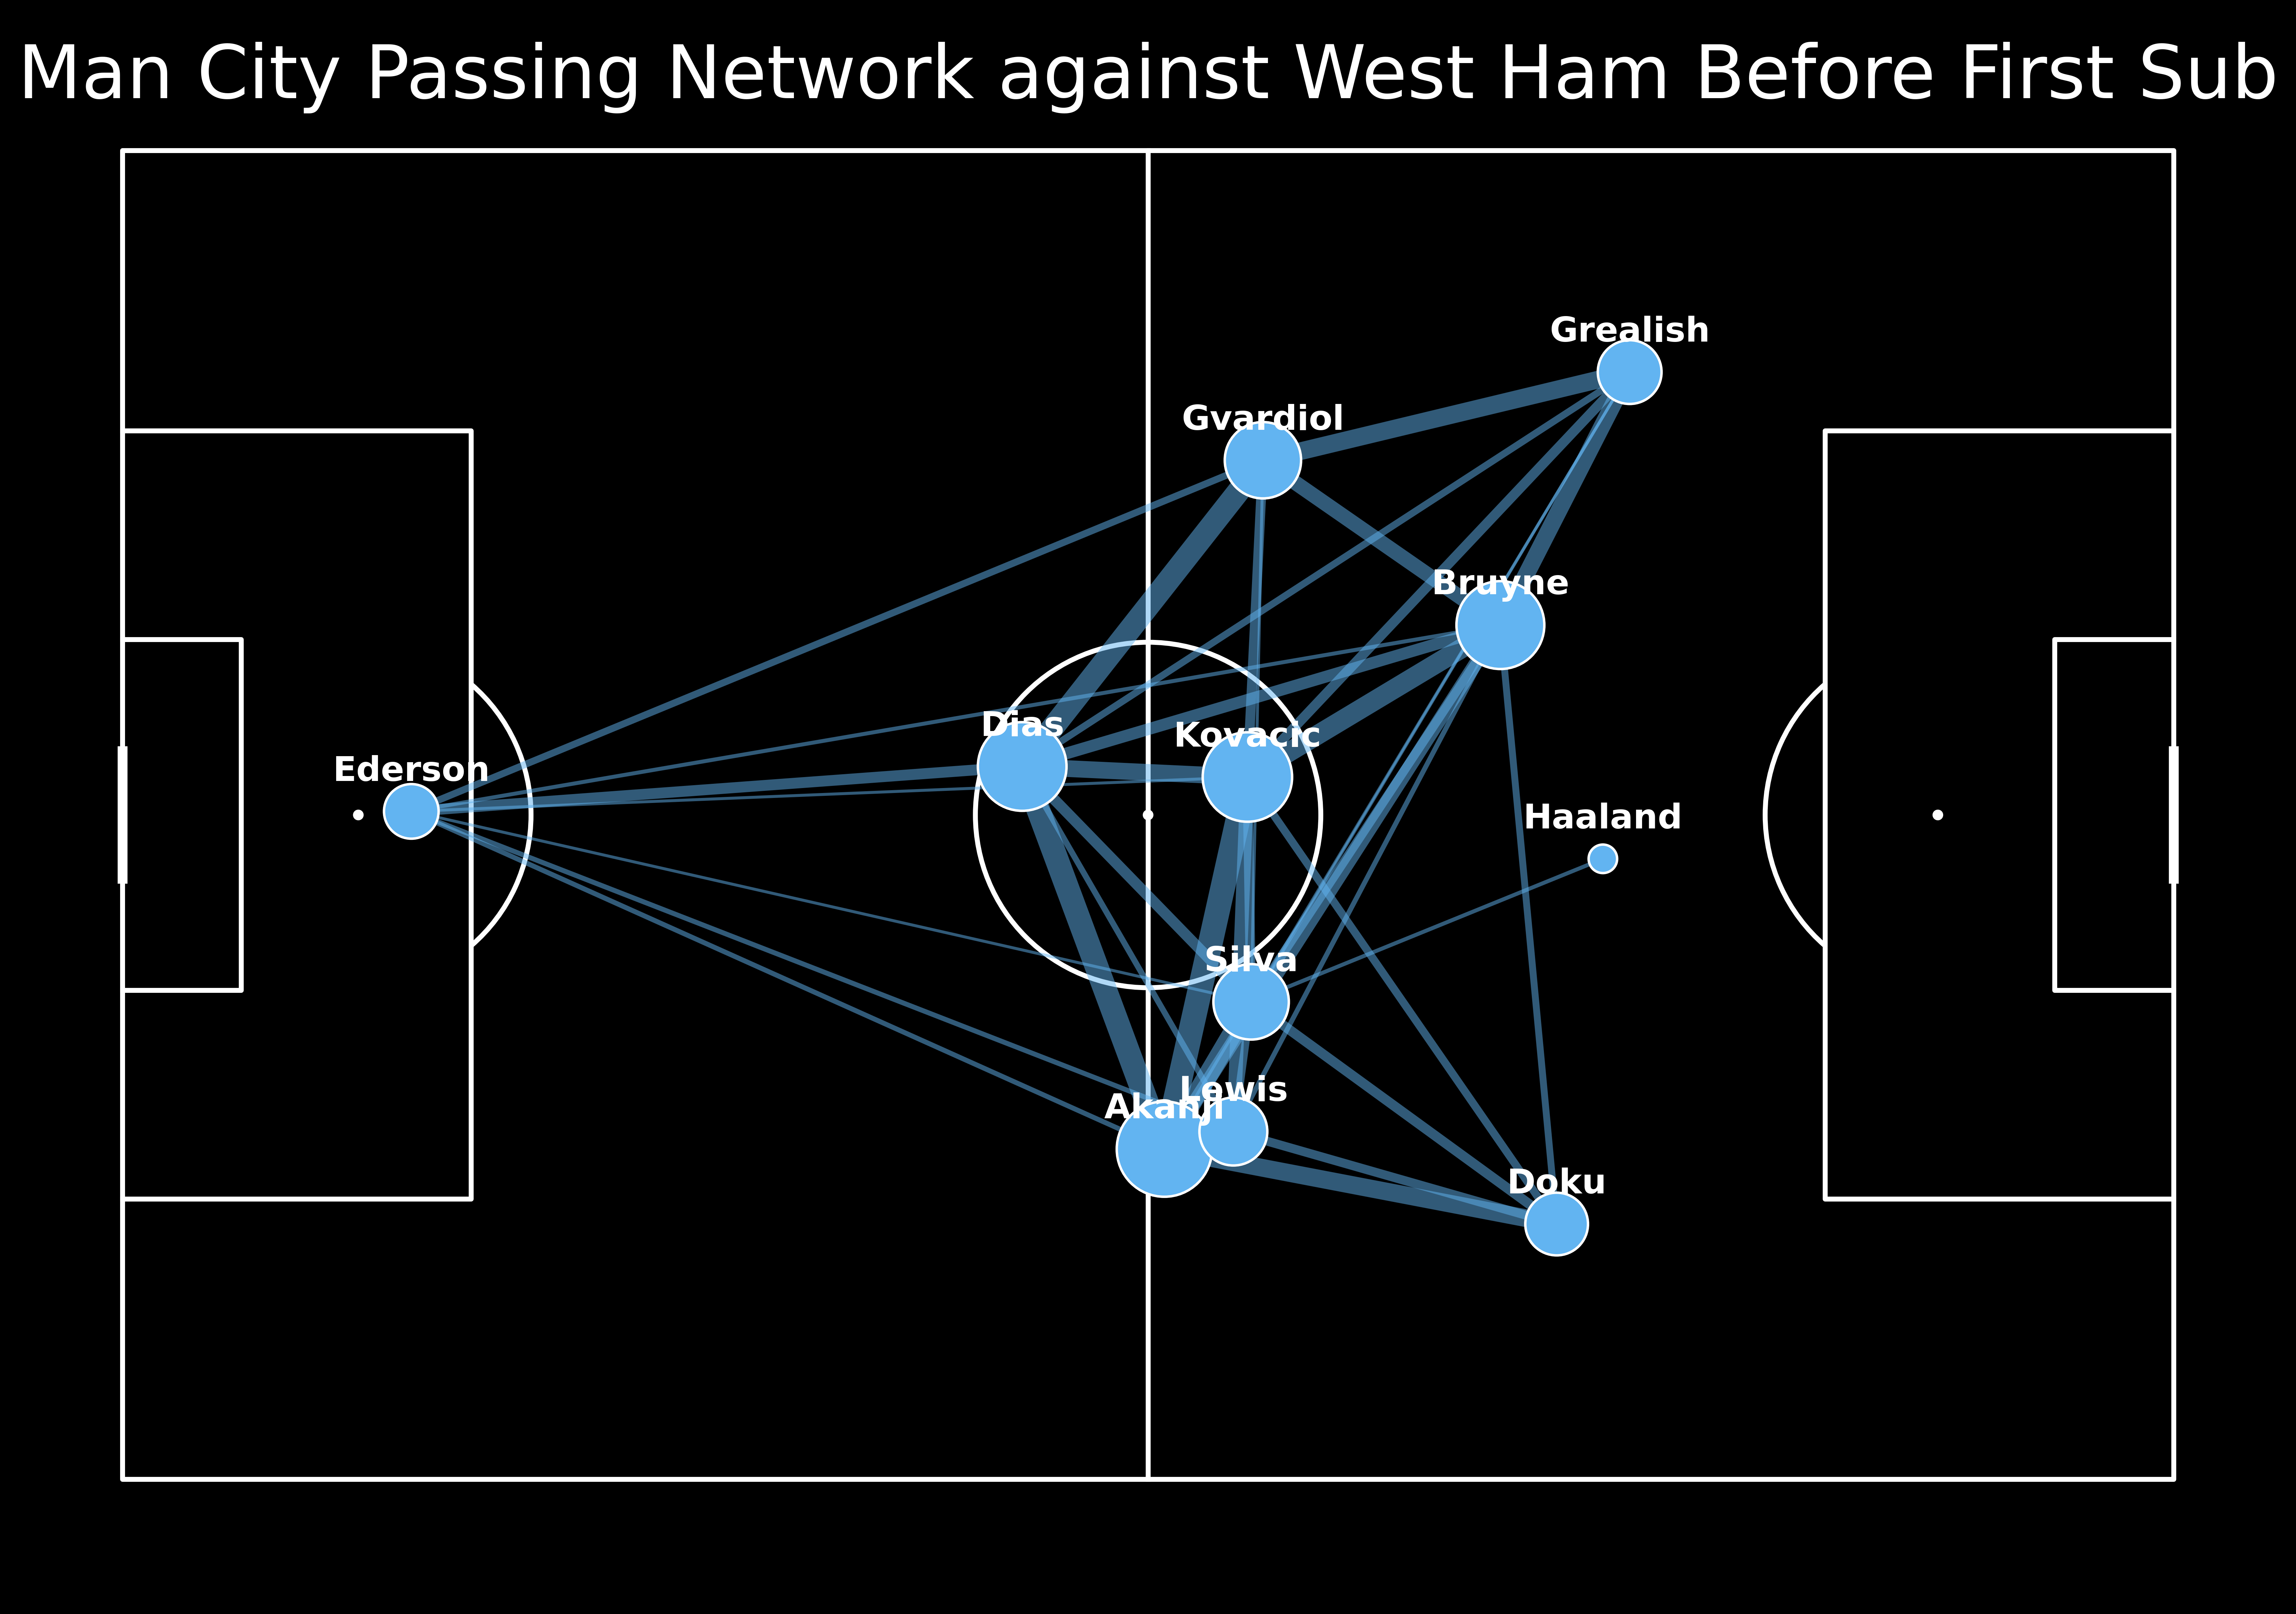 Man City Passing Network against West Ham Before First Sub
Grealish
Gvardiol
Bruyne
Dias
Kovacic
Ederson
Haaland
Silva
Lewis
Akanji
Doku